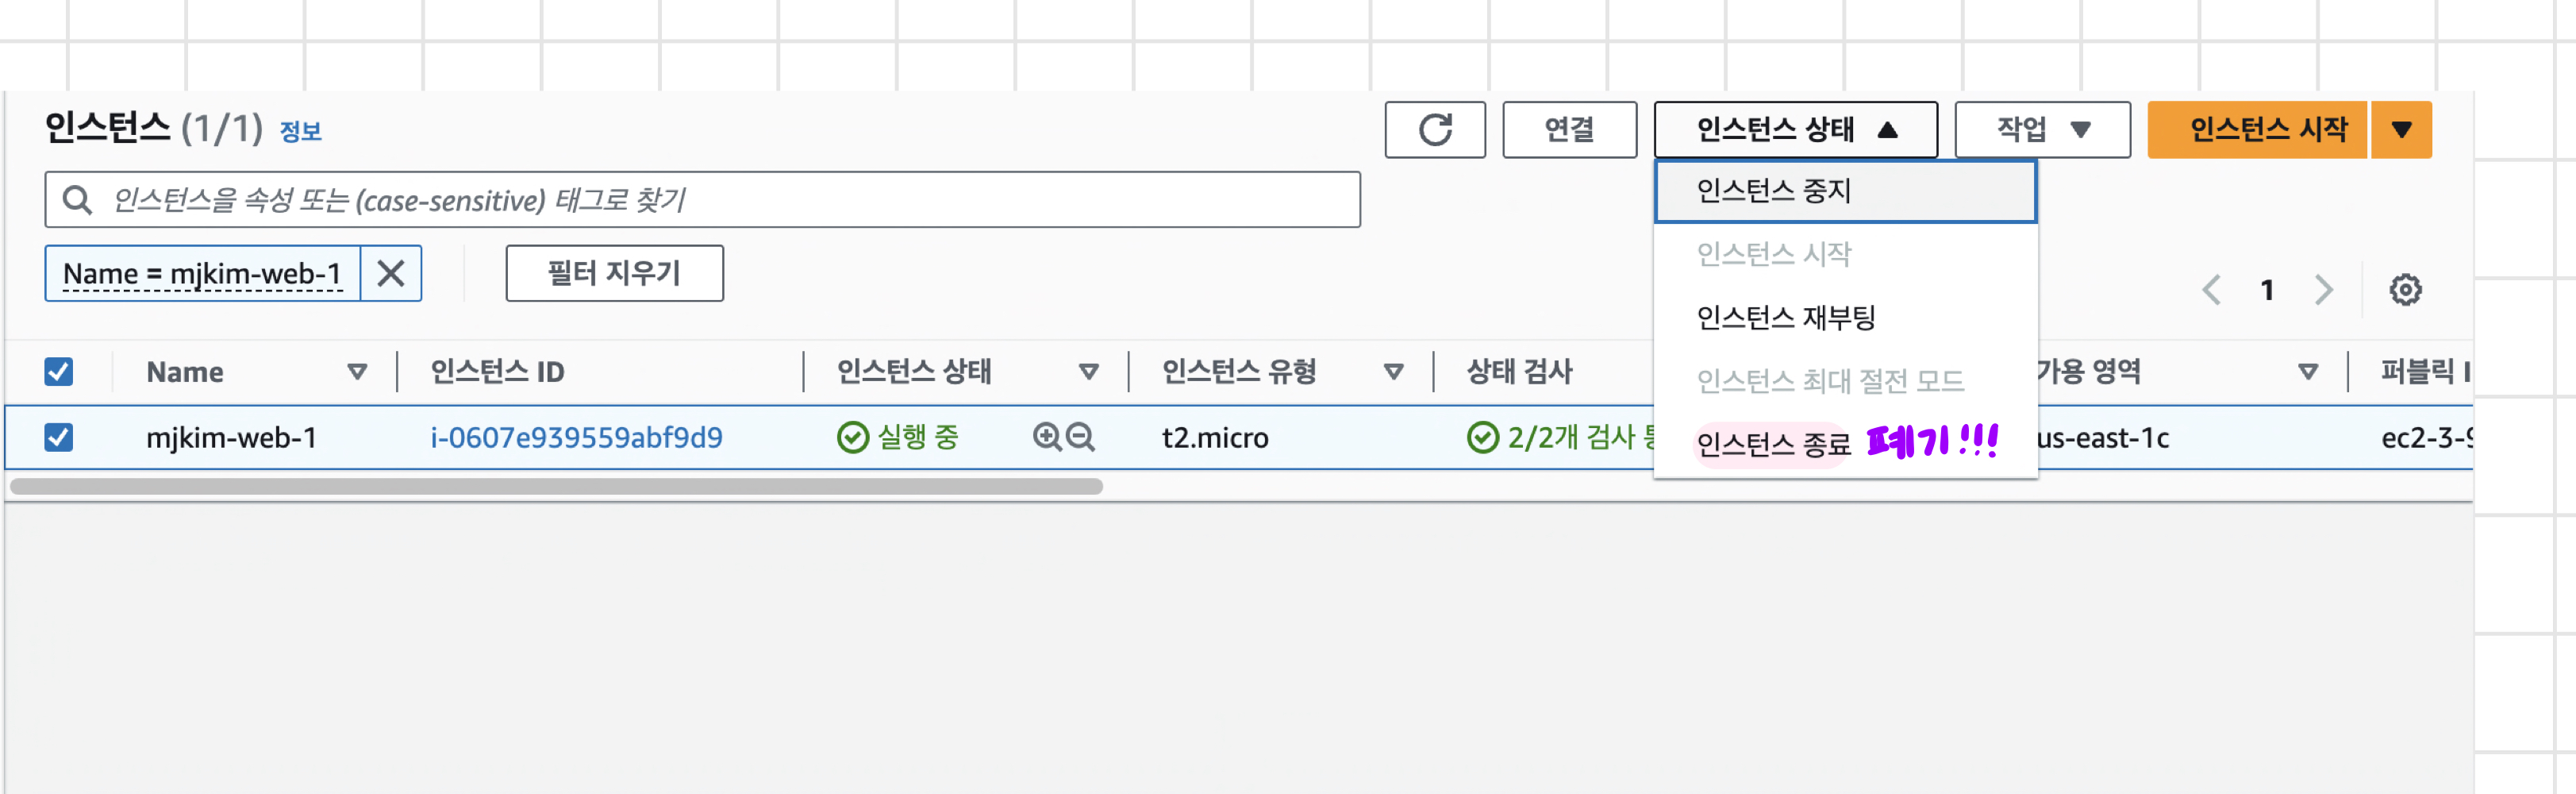 인스턴스 (1/1) 정보
연결
인스턴스 상태
작업
인스턴스 시작
인스턴스을 속성 또는 (case-sensitive) 태그로 찾기
인스턴스 중지
인스턴스 시작
인스턴스 재부팅
인스턴스 최대 절전 모드
인스턴스 종료 폐기!!!
Name = mjkim-web-1
필터 지우기
1
Name 인스턴스 ID 인스턴스 상태 인스턴스 유형 상태 검사 가용 영역 퍼블릭 I
mjkim-web-1 i-0607e939559abf9d9 실행 중 t2.micro 2/2개 검사 us-east-1c ec2-3-9